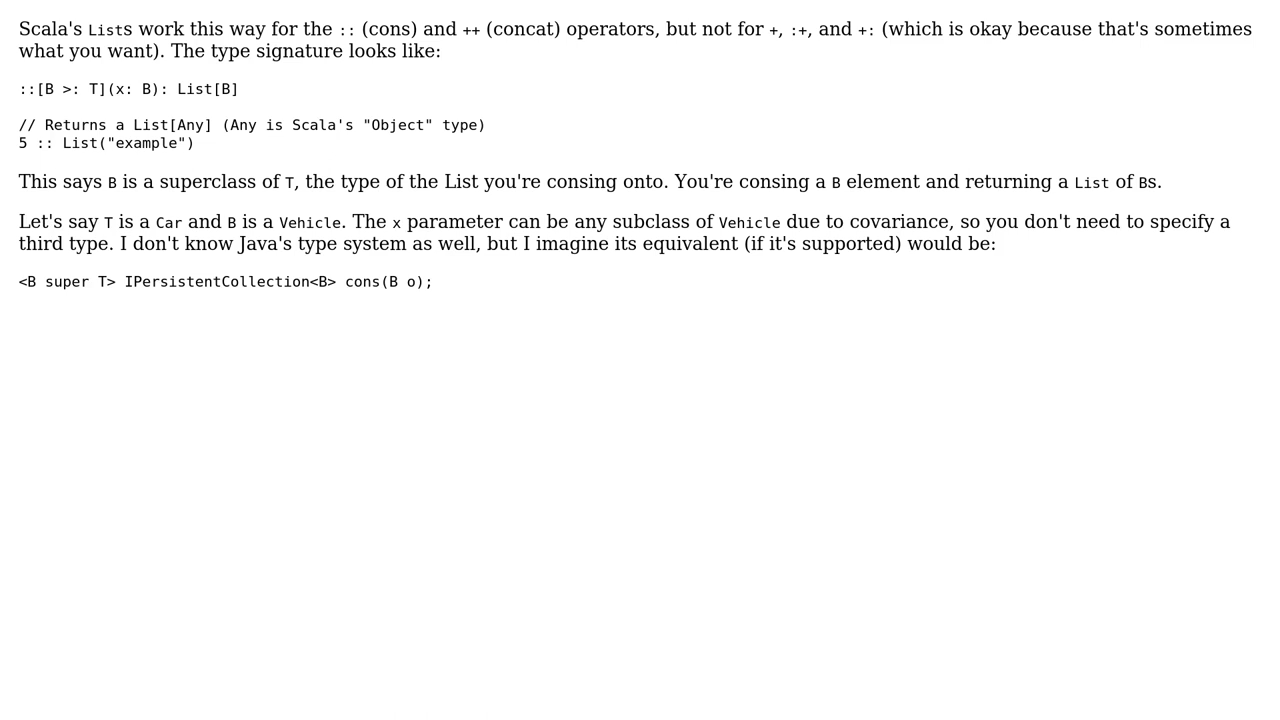 Scala's Lists work this way for the :: (cons) and ++ (concat) operators, but not for +, :+, and +: (which is okay because that's sometimes
what you want). The type signature looks like:
::[B >: T](x: B): List[B]
// Returns a List[Any] (Any is Scala's "Object" type)
5 :: List("example")
This says B is a superclass of T, the type of the List you're consing onto. You're consing a B element and returning a List of Bs.
Let's say T is a Car and B is a Vehicle. The x parameter can be any subclass of Vehicle due to covariance, so you don't need to specify a
third type. I don't know Java's type system as well, but I imagine its equivalent (if it's supported) would be:
<B super T> IPersistentCollection<B> cons(B o);